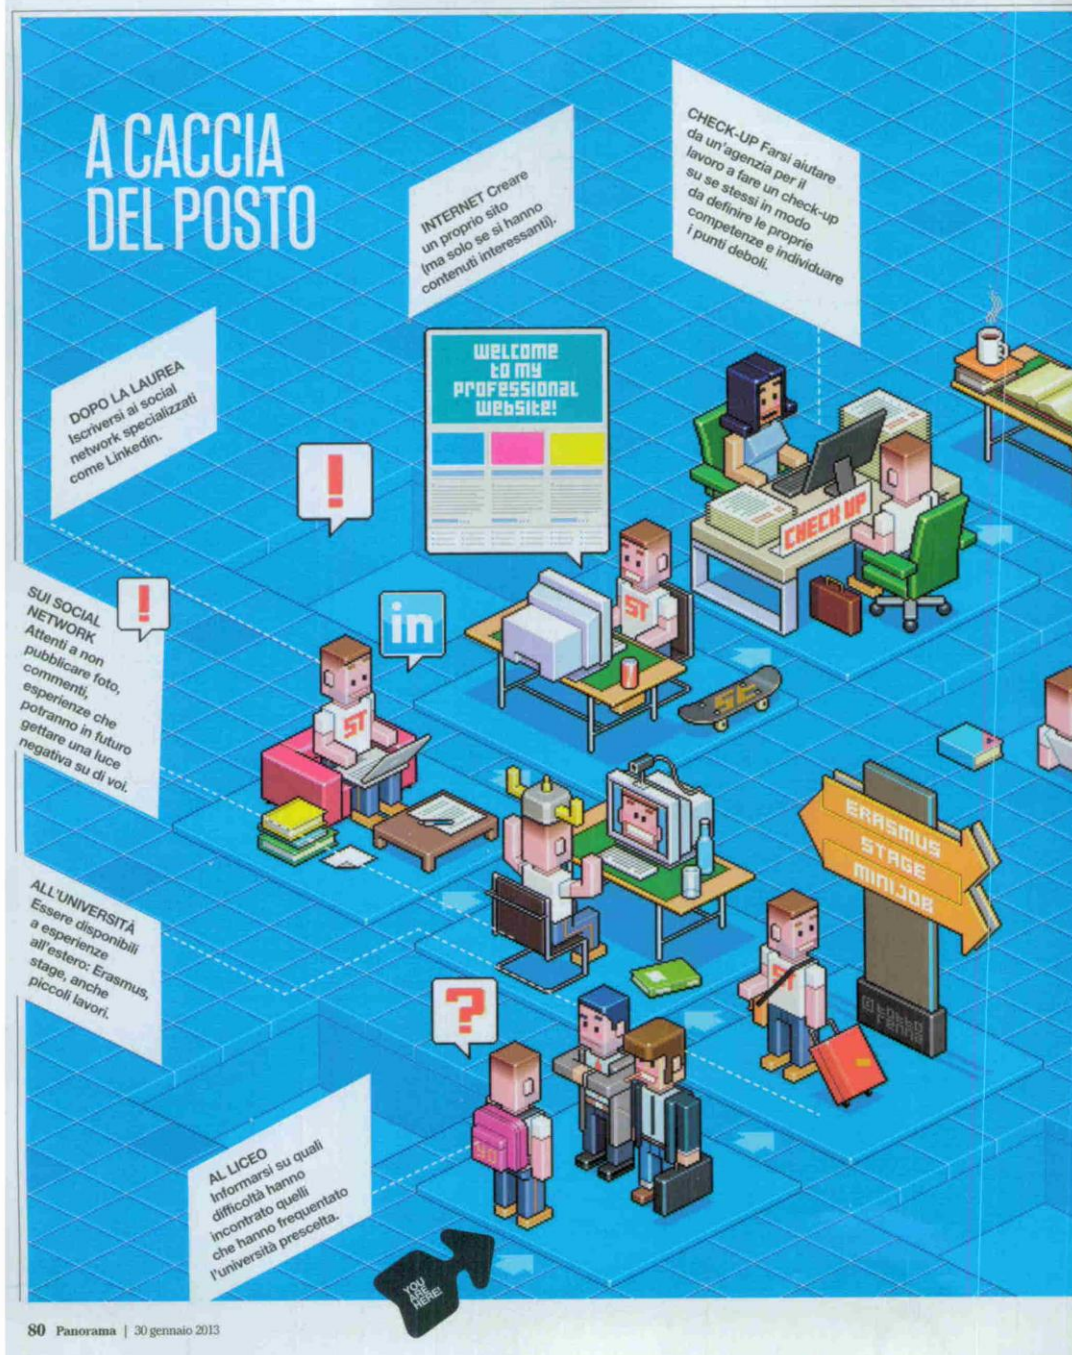 A CACCIA
DEL POSTO
INTERNET Creare
un proprio sito
(ma solo se si hanno
contenuti interessanti).
CHECK-UP Farsi aiutare
da un'agenzia per il
lavoro a fare un check-up
su se stessi in modo
da definire le proprie
competenze e individuare
i punti deboli.
DOPO LA LAUREA
Iscriversi ai social
network specializzati
come Linkedin.
!
WELCOME
to my
PROFESSIONAL
WEBSITE!
CHECK UP
SUI SOCIAL
NETWORK
Attenti a non
pubblicare foto,
commenti,
esperienze che
potranno in futuro
gettare una luce
negativa su di voi.
!
in
ST
ST
SE
ERASMUS
STAGE
MINIJOB
ALL'UNIVERSITÀ
Essere disponibili
a esperienze
all'estero: Erasmus,
stage, anche
piccoli lavori.
?
ST
YO
AL LICEO
Informarsi su quali
difficoltà hanno
incontrato quelli
che hanno frequentato
l'università prescelta.
YOU
ARE
HERE!
80 Panorama | 30 gennaio 2013